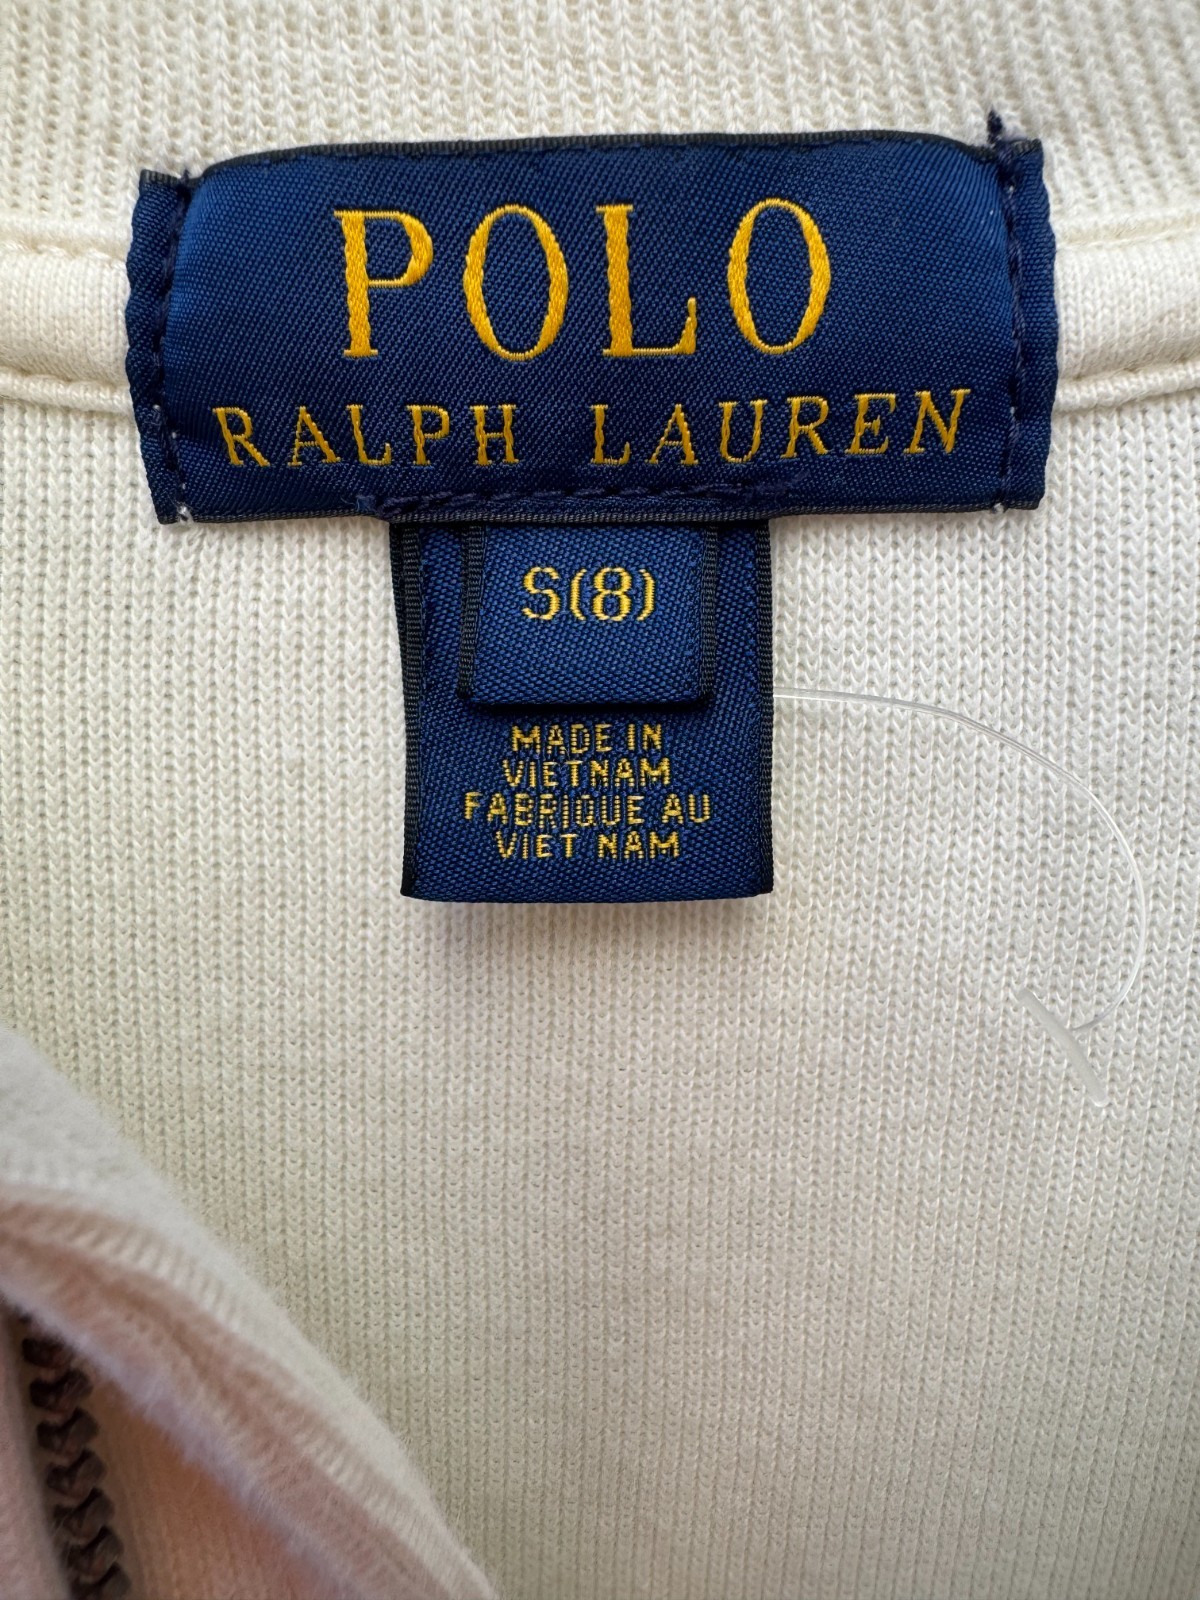 POLO
RALPH LAUREN
S(8)
MADE IN
VIETNAM
FABRIQUE AU
VIET NAM